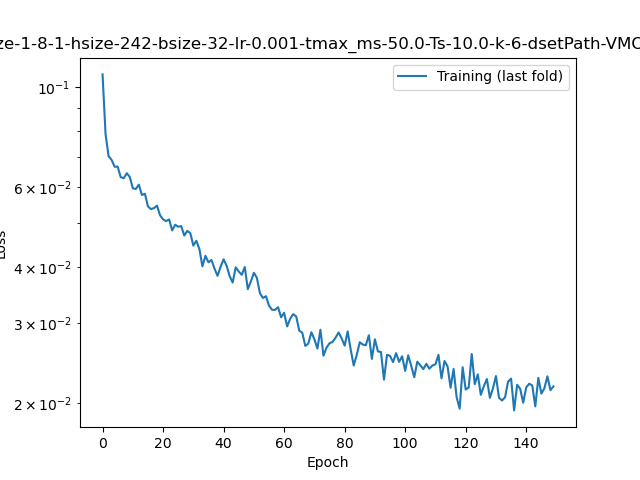 ze-1-8-1-hsize-242-bsize-32-lr-0.001-tmax_ms-50.0-Ts-10.0-k-6-dsetPath-VMC
Training (last fold)
10⁻¹
6 × 10⁻²
4 × 10⁻²
3 × 10⁻²
2 × 10⁻²
Loss
0 20 40 60 80 100 120 140
Epoch